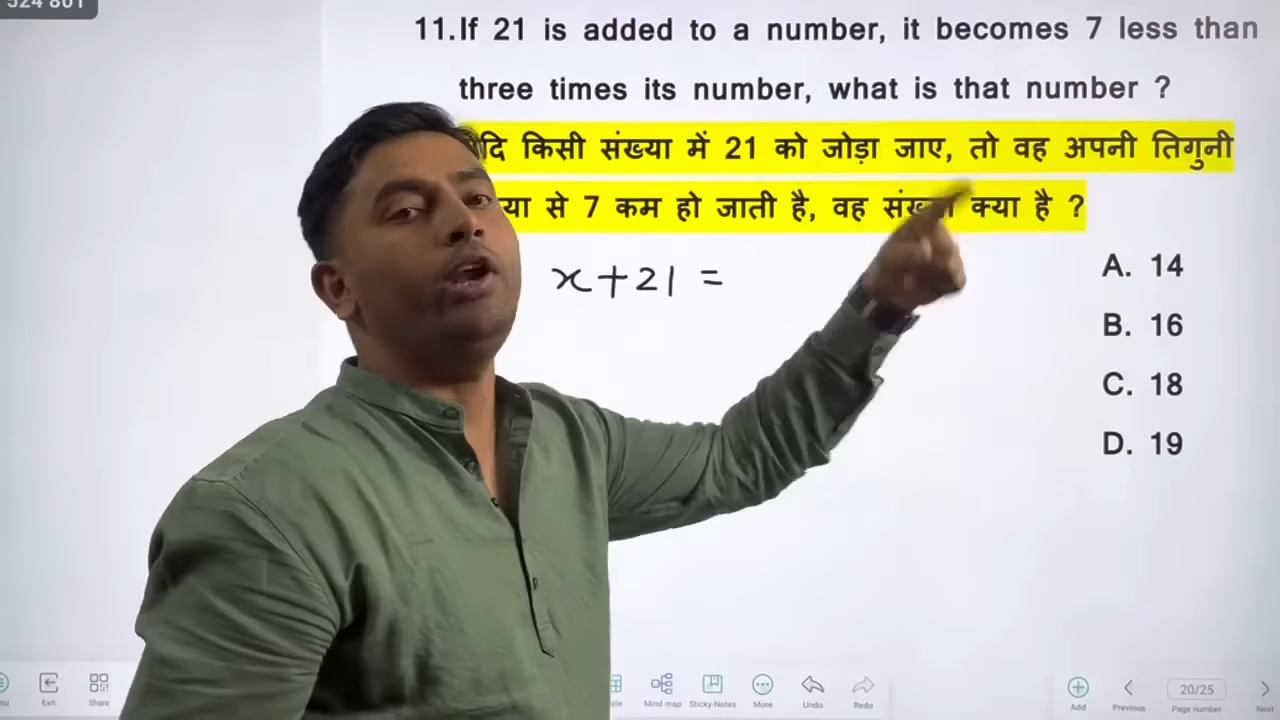 524 801
11.If 21 is added to a number, it becomes 7 less than
three times its number, what is that number ?
किसी संख्या में 21 को जोड़ा जाए, तो वह अपनी तिगुनी
से 7 कम हो जाती है, वह संख्या क्या है ?
x+21 =
A. 14
B. 16
C. 18
D. 19
Exit
Share
Mind map
Sticky-Notes
More
Undo
Redo
Add
Previous
20/25
Page number
Next